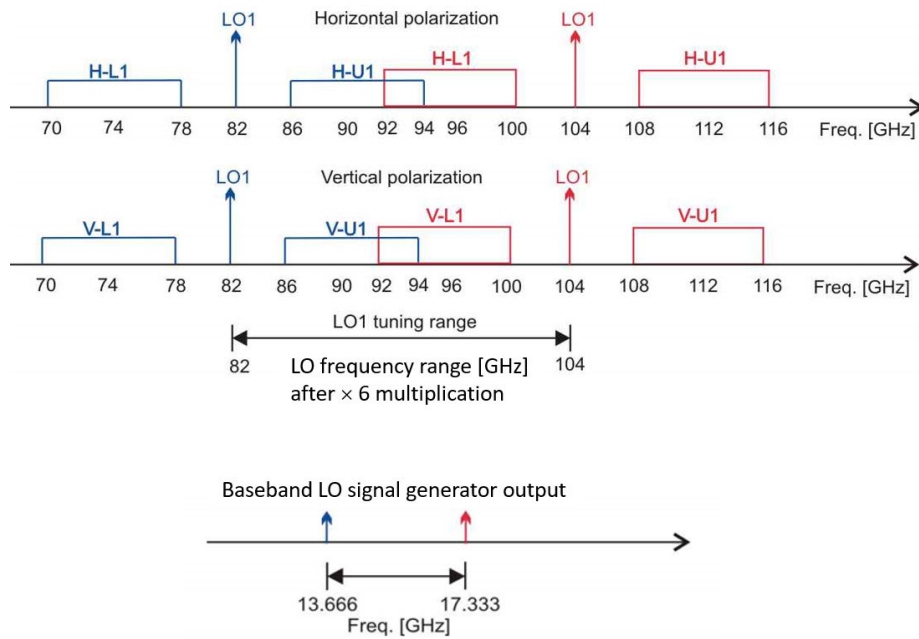 LO1 Horizontal polarization LO1
H-L1 H-U1 H-L1 H-U1
70 74 78 82 86 90 92 94 96 100 104 108 112 116 Freq. [GHz]
LO1 Vertical polarization LO1
V-L1 V-U1 V-L1 V-U1
70 74 78 82 86 90 92 94 96 100 104 108 112 116 Freq. [GHz]
LO1 tuning range
82 LO frequency range [GHz] 104
after × 6 multiplication
Baseband LO signal generator output
13.666 17.333
Freq. [GHz]